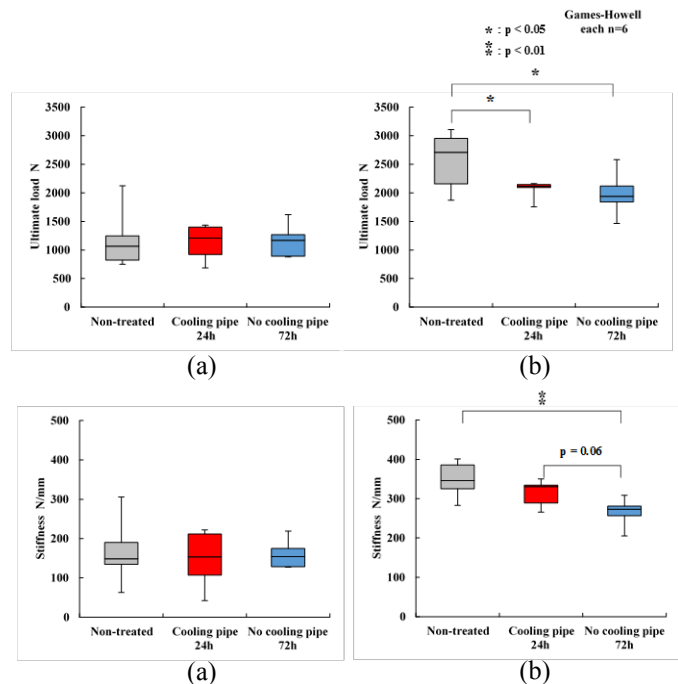 Games-Howell
each n=6
* : p < 0.05
** : p < 0.01
*
*
3500
3000
2500
2000
1500
1000
500
0
Ultimate load N
Non-treated
Cooling pipe
24h
No cooling pipe
72h
(a)
3500
3000
2500
2000
1500
1000
500
0
Ultimate load N
Non-treated
Cooling pipe
24h
No cooling pipe
72h
(b)
500
400
300
200
100
0
Stiffness N/mm
Non-treated
Cooling pipe
24h
No cooling pipe
72h
(a)
**
p = 0.06
500
400
300
200
100
0
Stiffness N/mm
Non-treated
Cooling pipe
24h
No cooling pipe
72h
(b)